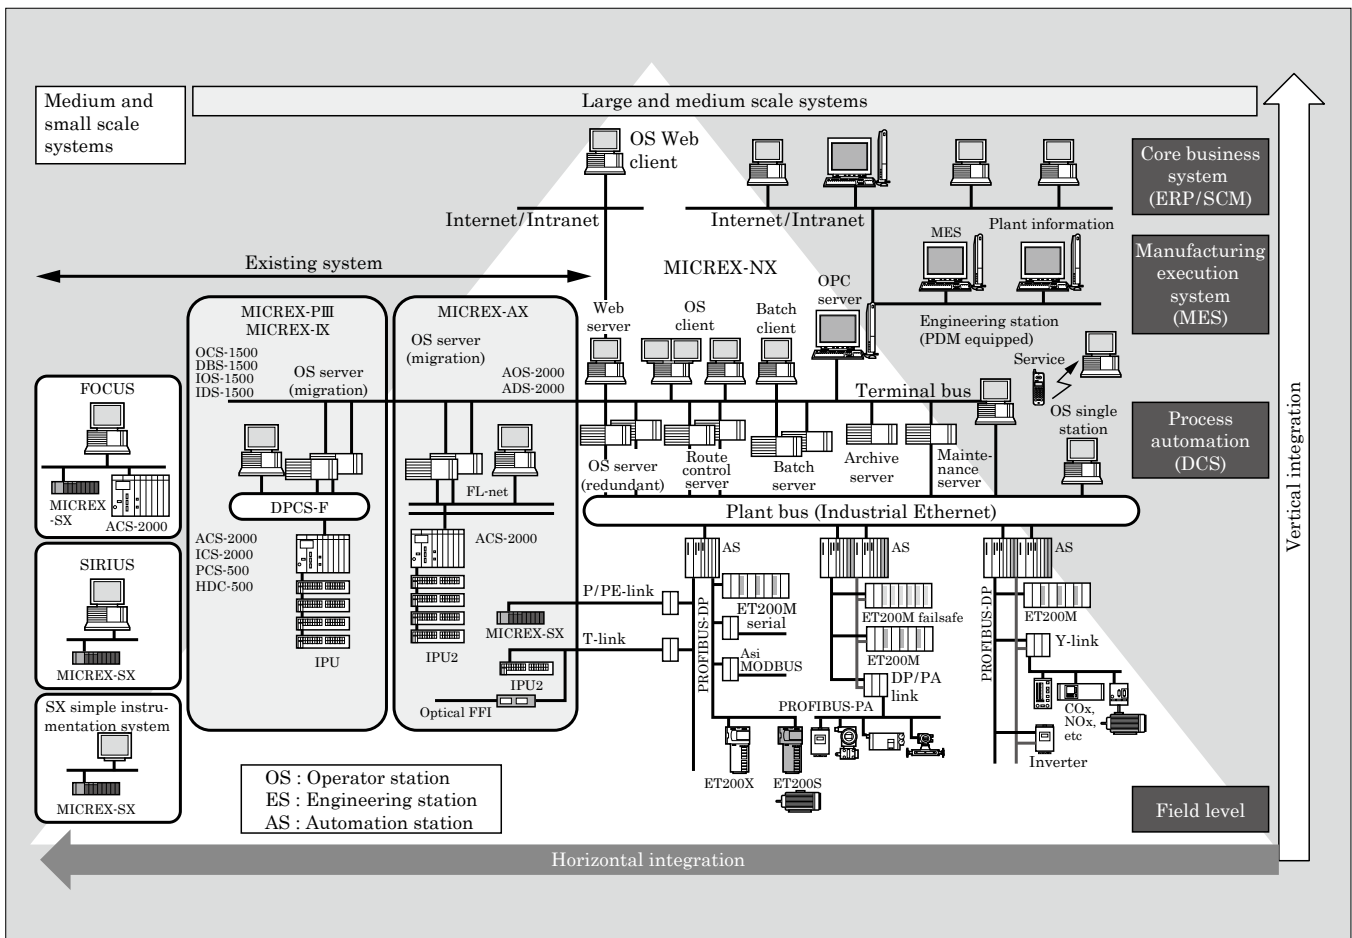 Medium and
small scale
systems
Large and medium scale systems
OS Web
client
Core business
system
(ERP/SCM)
Internet/Intranet
Internet/Intranet
Plant information
MES
Manufacturing
execution
system
(MES)
Existing system
MICREX-NX
OPC
server
Engineering station
(PDM equipped)
MICREX-PⅢ
MICREX-IX
OCS-1500
DBS-1500
IOS-1500
IDS-1500
OS server
(migration)
MICREX-AX
OS server
(migration)
AOS-2000
ADS-2000
Web
server
OS
client
Batch
client
Service
Terminal bus
OS single
station
Process
automation
(DCS)
Vertical integration
FOCUS
MICREX
-SX
ACS-2000
DPCS-F
FL-net
OS server
(redundant)
Route
control
server
Batch
server
Archive
server
Mainte-
nance
server
Plant bus (Industrial Ethernet)
ACS-2000
ICS-2000
PCS-500
HDC-500
IPU
ACS-2000
IPU2
MICREX-SX
IPU2
Optical FFI
P/PE-link
T-link
SIRIUS
MICREX-SX
SX simple instru-
mentation system
MICREX-SX
AS
AS
AS
PROFIBUS-DP
ET200M
serial
Asi
MODBUS
ET200X
ET200S
ET200M failsafe
ET200M
DP/PA
link
PROFIBUS-PA
PROFIBUS-DP
ET200M
Y-link
COx,
NOx,
etc
Inverter
OS : Operator station
ES : Engineering station
AS : Automation station
Field level
Horizontal integration